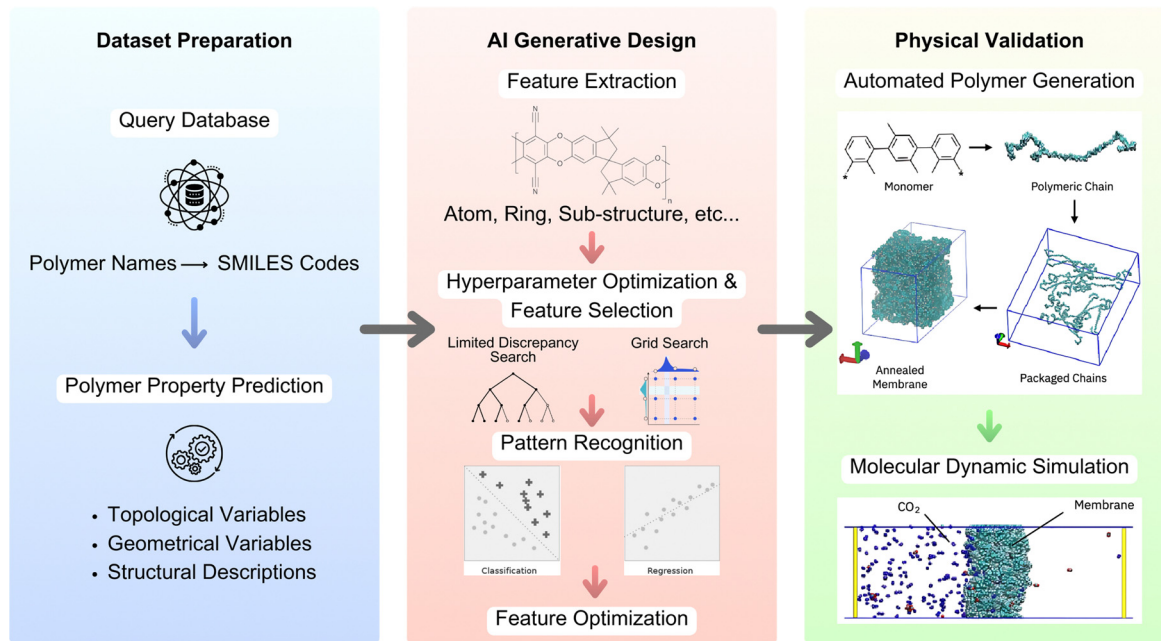 Dataset Preparation
Query Database
Polymer Names → SMILES Codes
Polymer Property Prediction
• Topological Variables
• Geometrical Variables
• Structural Descriptions
AI Generative Design
Feature Extraction
N
O
O
O
O
N
n
Atom, Ring, Sub-structure, etc...
Hyperparameter Optimization &
Feature Selection
Limited Discrepancy
Search
Grid Search
Pattern Recognition
Classification
Regression
Feature Optimization
Physical Validation
Automated Polymer Generation
*
*
Monomer
Polymeric Chain
Annealed
Membrane
Packaged Chains
Molecular Dynamic Simulation
CO₂
Membrane